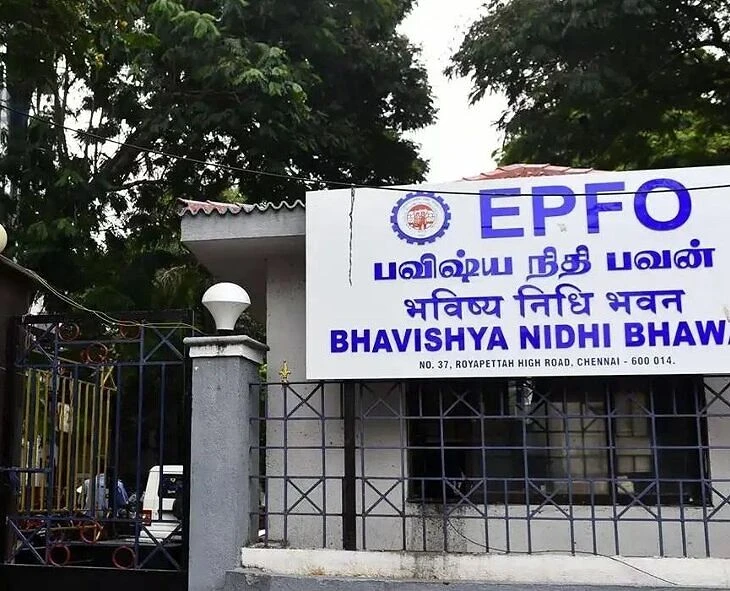 EPFO
பவிஷ்ய நிதி பவன்
भविष्य निधि भवन
BHAVISHYA NIDHI BHAWA
NO. 37, ROYAPETTAH HIGH ROAD, CHENNAI - 600 014.